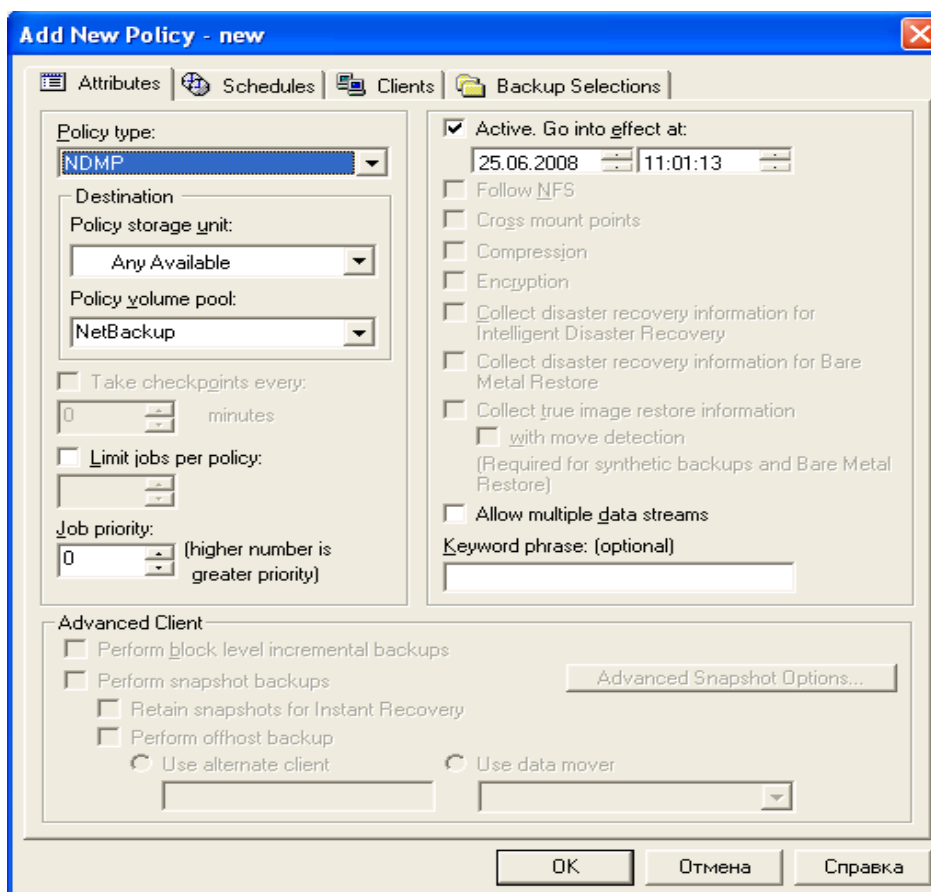 Add New Policy - new
Attributes
Schedules
Clients
Backup Selections
Policy type:
NDMP
Destination
Policy storage unit:
Any Available
Policy volume pool:
NetBackup
Take checkpoints every:
0 minutes
Limit jobs per policy:
Job priority:
0 (higher number is
greater priority)
Active. Go into effect at:
25.06.2008 11:01:13
Follow NFS
Cross mount points
Compression
Encryption
Collect disaster recovery information for
Intelligent Disaster Recovery
Collect disaster recovery information for Bare
Metal Restore
Collect true image restore information
with move detection
(Required for synthetic backups and Bare Metal
Restore)
Allow multiple data streams
Keyword phrase: (optional)
Advanced Client
Perform block level incremental backups
Perform snapshot backups
Advanced Snapshot Options...
Retain snapshots for Instant Recovery
Perform offhost backup
Use alternate client
Use data mover
OK
Отмена
Справка